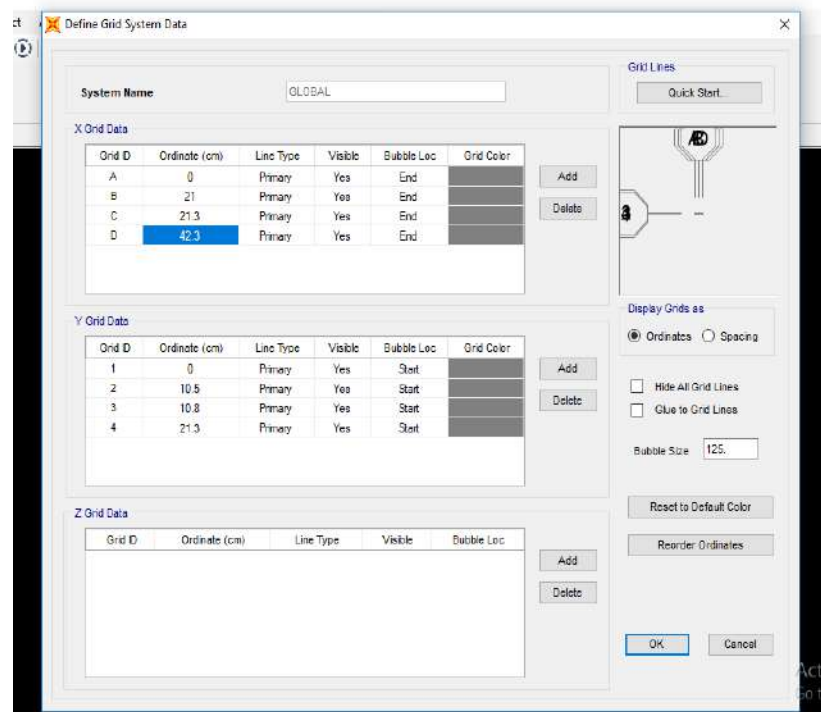 ct
Define Grid System Data
Grid Lines
System Name GLOBAL Quick Start...
X Grid Data
Grid ID Ordinate (cm) Line Type Visible Bubble Loc Grid Color
A 0 Primary Yes End Add
B 21 Primary Yes End
C 21.3 Primary Yes End Delete
D 42.3 Primary Yes End
Display Grids as
Ordinates Spacing
Y Grid Data
Grid ID Ordinate (cm) Line Type Visible Bubble Loc Grid Color
1 0 Primary Yes Start Add
2 10.5 Primary Yes Start Hide All Grid Lines
3 10.8 Primary Yes Start Delete Glue to Grid Lines
4 21.3 Primary Yes Start
Bubble Size 125.
Z Grid Data Reset to Default Color
Grid ID Ordinate (cm) Line Type Visible Bubble Loc Reorder Ordinates
Add
Delete
OK Cancel
Act
Go t